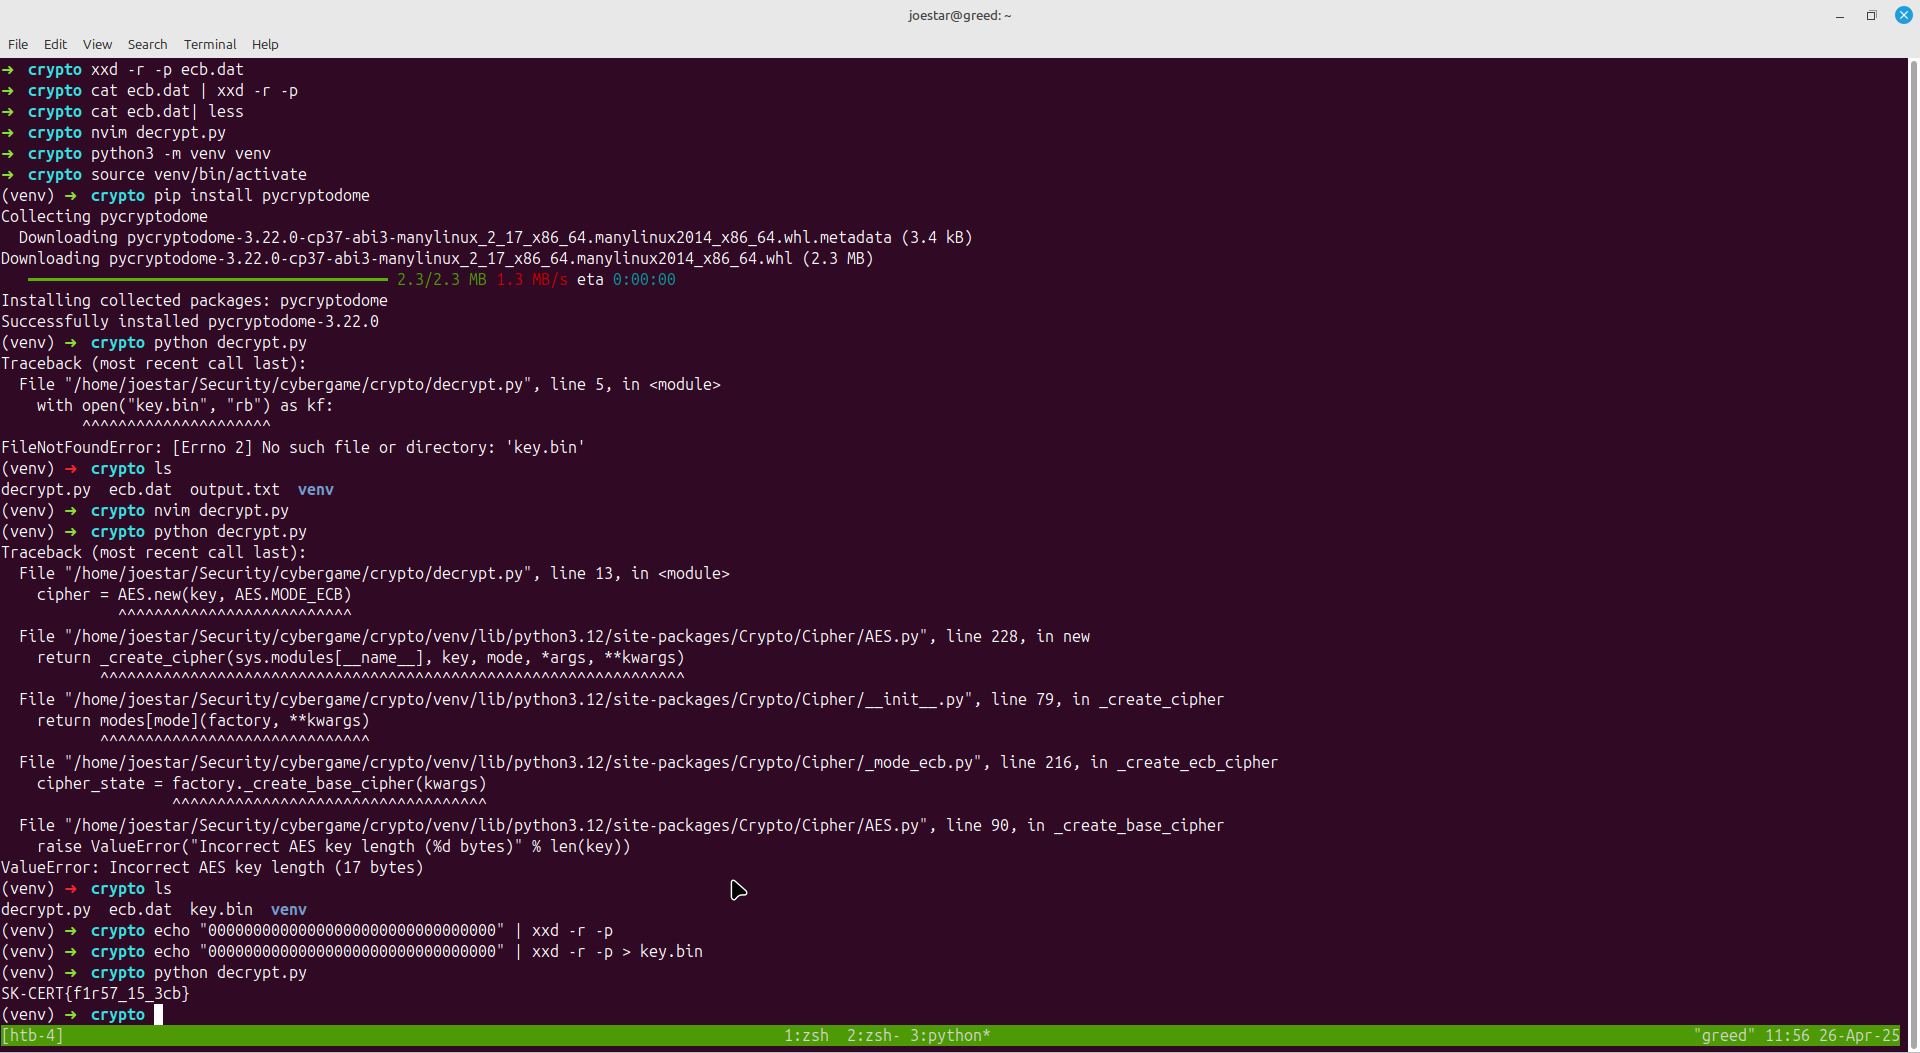 joestar@greed: ~
File Edit View Search Terminal Help
➜ crypto xxd -r -p ecb.dat
➜ crypto cat ecb.dat | xxd -r -p
➜ crypto cat ecb.dat| less
➜ crypto nvim decrypt.py
➜ crypto python3 -m venv venv
➜ crypto source venv/bin/activate
(venv) ➜ crypto pip install pycryptodome
Collecting pycryptodome
  Downloading pycryptodome-3.22.0-cp37-abi3-manylinux_2_17_x86_64.manylinux2014_x86_64.whl.metadata (3.4 kB)
Downloading pycryptodome-3.22.0-cp37-abi3-manylinux_2_17_x86_64.manylinux2014_x86_64.whl (2.3 MB)
2.3/2.3 MB 1.3 MB/s eta 0:00:00
Installing collected packages: pycryptodome
Successfully installed pycryptodome-3.22.0
(venv) ➜ crypto python decrypt.py
Traceback (most recent call last):
  File "/home/joestar/Security/cybergame/crypto/decrypt.py", line 5, in <module>
    with open("key.bin", "rb") as kf:
         ^^^^^^^^^^^^^^^^^^^^^
FileNotFoundError: [Errno 2] No such file or directory: 'key.bin'
(venv) ➜ crypto ls
decrypt.py  ecb.dat  output.txt  venv
(venv) ➜ crypto nvim decrypt.py
(venv) ➜ crypto python decrypt.py
Traceback (most recent call last):
  File "/home/joestar/Security/cybergame/crypto/decrypt.py", line 13, in <module>
    cipher = AES.new(key, AES.MODE_ECB)
             ^^^^^^^^^^^^^^^^^^^^^^^^^^
  File "/home/joestar/Security/cybergame/crypto/venv/lib/python3.12/site-packages/Crypto/Cipher/AES.py", line 228, in new
    return _create_cipher(sys.modules[__name__], key, mode, *args, **kwargs)
           ^^^^^^^^^^^^^^^^^^^^^^^^^^^^^^^^^^^^^^^^^^^^^^^^^^^^^^^^^^^^^^^^^
  File "/home/joestar/Security/cybergame/crypto/venv/lib/python3.12/site-packages/Crypto/Cipher/__init__.py", line 79, in _create_cipher
    return modes[mode](factory, **kwargs)
           ^^^^^^^^^^^^^^^^^^^^^^^^^^^^^^
  File "/home/joestar/Security/cybergame/crypto/venv/lib/python3.12/site-packages/Crypto/Cipher/_mode_ecb.py", line 216, in _create_ecb_cipher
    cipher_state = factory._create_base_cipher(kwargs)
                   ^^^^^^^^^^^^^^^^^^^^^^^^^^^^^^^^^^^
  File "/home/joestar/Security/cybergame/crypto/venv/lib/python3.12/site-packages/Crypto/Cipher/AES.py", line 90, in _create_base_cipher
    raise ValueError("Incorrect AES key length (%d bytes)" % len(key))
ValueError: Incorrect AES key length (17 bytes)
(venv) ➜ crypto ls
decrypt.py  ecb.dat  key.bin  venv
(venv) ➜ crypto echo "00000000000000000000000000000000" | xxd -r -p
(venv) ➜ crypto echo "00000000000000000000000000000000" | xxd -r -p > key.bin
(venv) ➜ crypto python decrypt.py
SK-CERT{f1r57_15_3cb}
(venv) ➜ crypto
[htb-4] 1:zsh 2:zsh- 3:python* "greed" 11:56 26-Apr-25